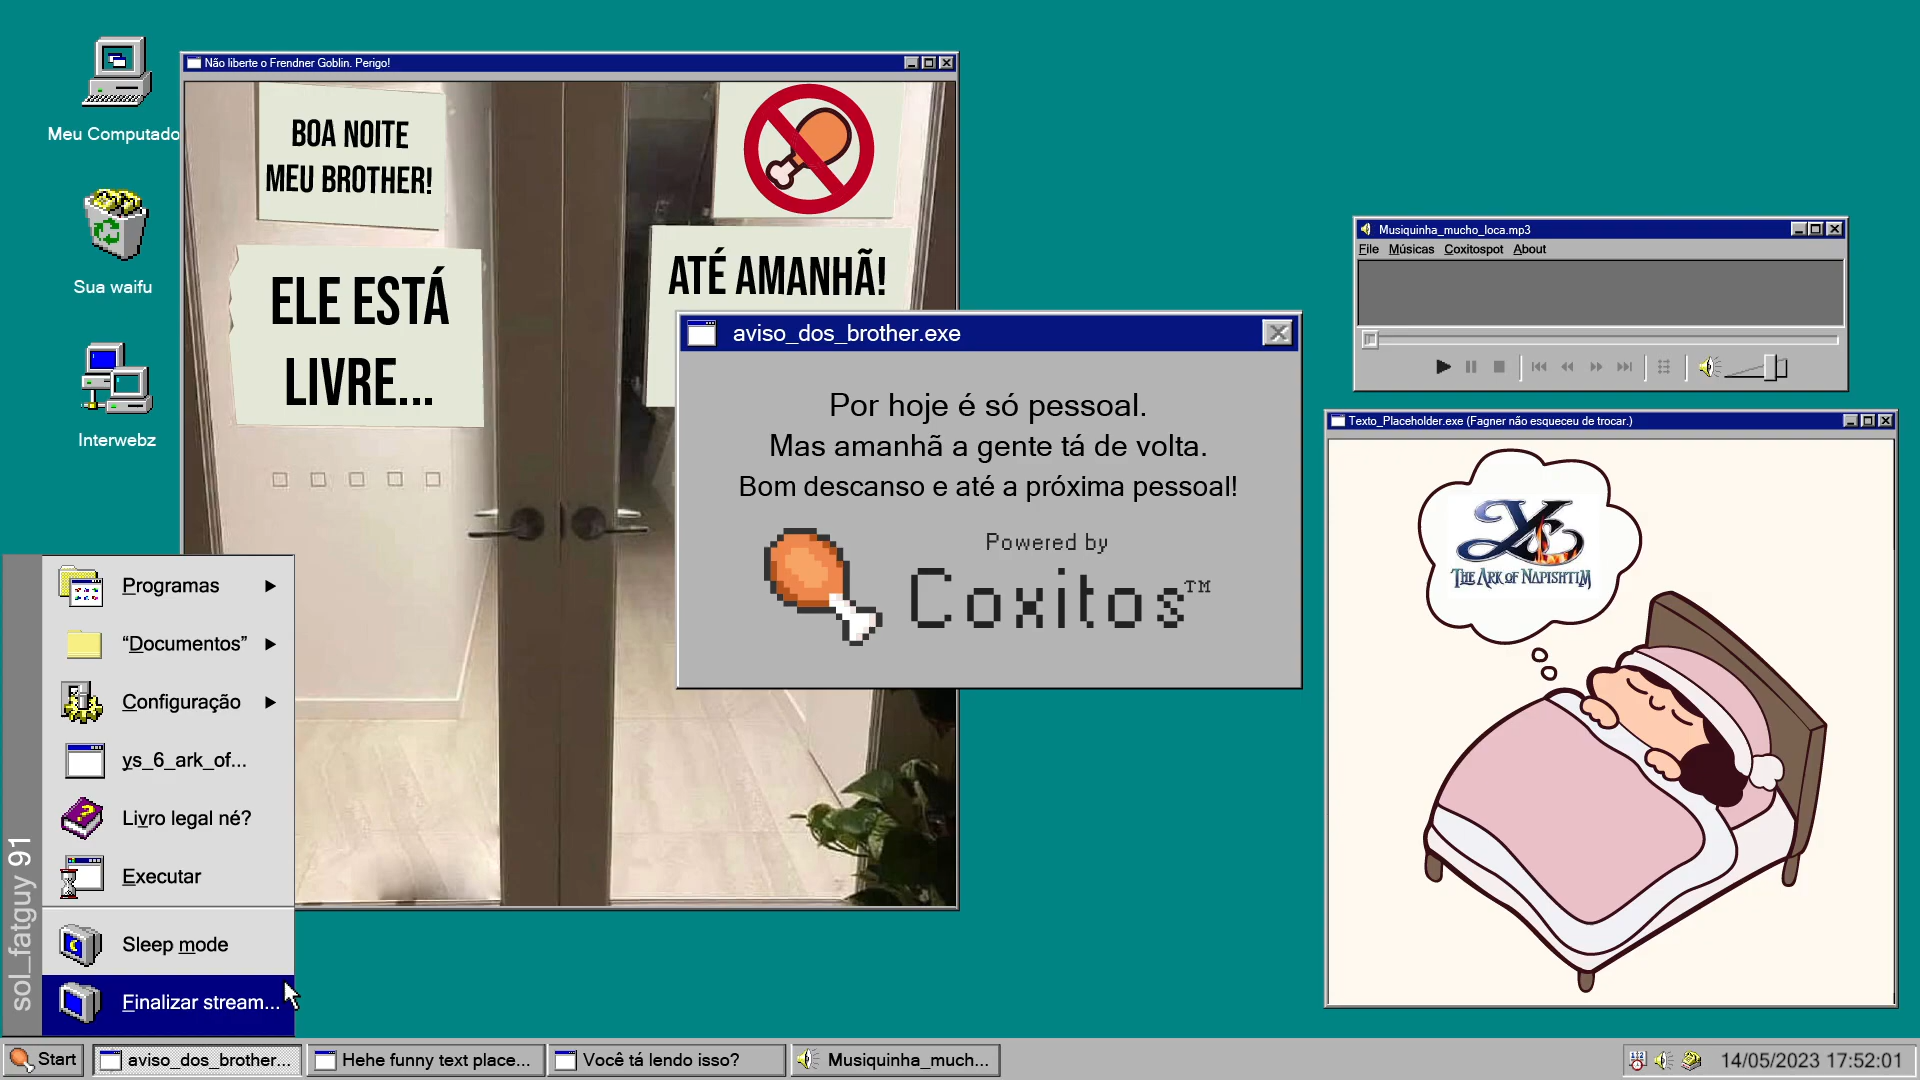 Meu Computado
Sua waifu
Interwebz
Não liberte o Frendner Goblin. Perigo!
BOA NOITE
MEU BROTHER!
ELE ESTÁ
LIVRE...
ATÉ AMANHÃ!
aviso_dos_brother.exe
Por hoje é só pessoal.
Mas amanhã a gente tá de volta.
Bom descanso e até a próxima pessoal!
Powered by
Coxitos™
Musiquinha_mucho_loca.mp3
File Músicas Coxitospot About
Texto_Placeholder.exe (Fagner não esqueceu de trocar.)
Ys
THE ARK OF NAPISHTIM
sol_fatguy 91
Programas
“Documentos”
Configuração
ys_6_ark_of...
Livro legal né?
Executar
Sleep mode
Finalizar stream...
Start
aviso_dos_brother...
Hehe funny text place...
Você tá lendo isso?
Musiquinha_much...
14/05/2023 17:52:01